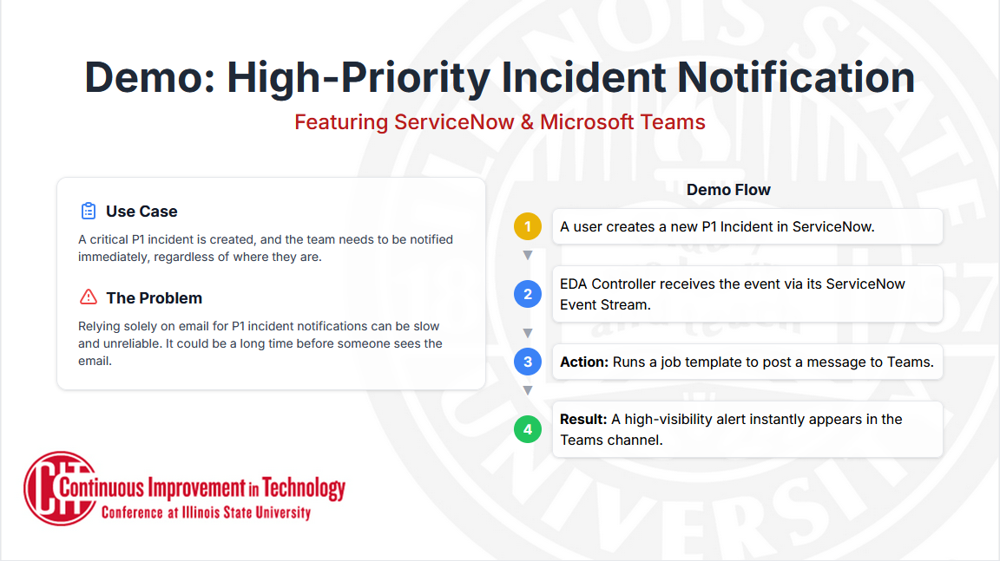 Demo: High-Priority Incident Notification
Featuring ServiceNow & Microsoft Teams
Use Case
A critical P1 incident is created, and the team needs to be notified
immediately, regardless of where they are.
The Problem
Relying solely on email for P1 incident notifications can be slow
and unreliable. It could be a long time before someone sees the
email.
Demo Flow
1
A user creates a new P1 Incident in ServiceNow.
2
EDA Controller receives the event via its ServiceNow
Event Stream.
3
Action: Runs a job template to post a message to Teams.
4
Result: A high-visibility alert instantly appears in the
Teams channel.
CIT
Continuous Improvement in Technology
Conference at Illinois State University
ILLINOIS STATE
UNIVERSITY